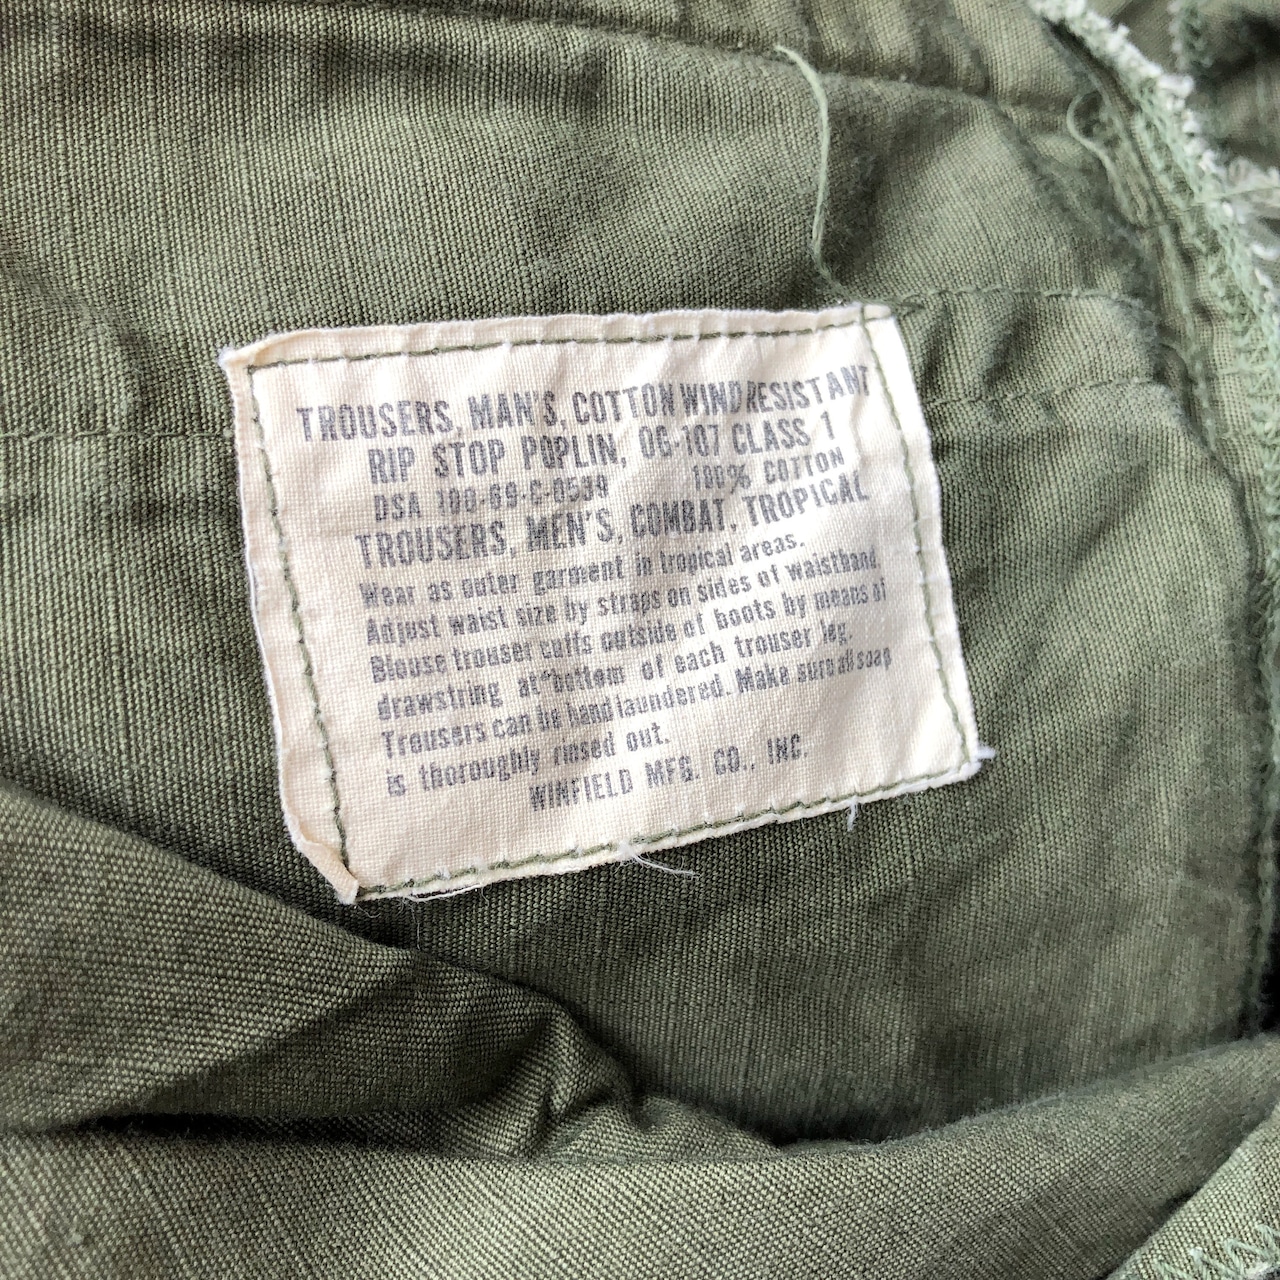 TROUSERS, MAN'S, COTTON WIND RESISTANT
RIP STOP POPLIN, OG-107 CLASS 1
DSA 100-69-C-0599 100% COTTON
TROUSERS, MEN'S, COMBAT, TROPICAL
Wear as outer garment in tropical areas.
Adjust waist size by straps on sides of waistband.
Blouse trouser cuffs outside of boots by means of
drawstring at bottom of each trouser leg.
Trousers can be hand laundered. Make sure all soap
is thoroughly rinsed out.
WINFIELD MFG. CO., INC.